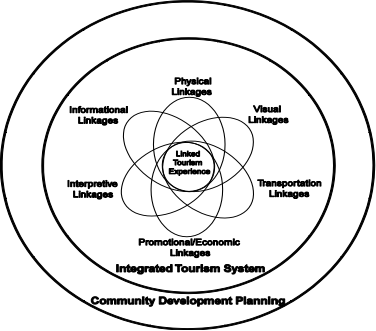 Physical
Linkages
Informational
Linkages
Visual
Linkages
Linked
Tourism
Experience
Interpretive
Linkages
Transportation
Linkages
Promotional/Economic
Linkages
Integrated Tourism System
Community Development Planning